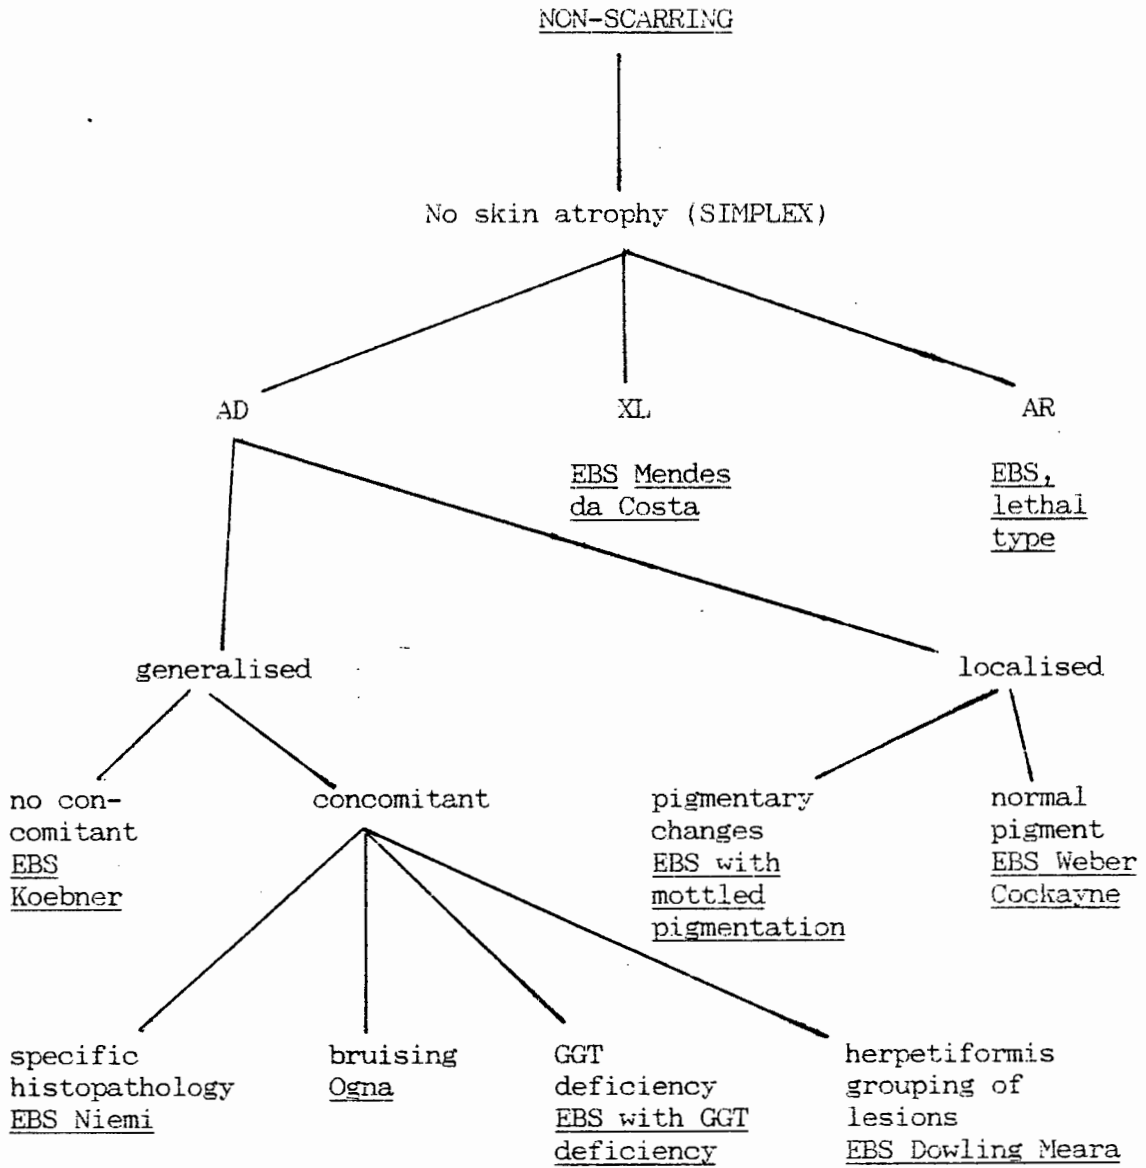 NON-SCARRING
No skin atrophy (SIMPLEX)
AD
XL
AR
EBS Mendes
da Costa
EBS,
lethal
type
generalised
localised
no con-
comitant
EBS
Koebner
concomitant
pigmentary
changes
EBS with
mottled
pigmentation
normal
pigment
EBS Weber
Cockayne
specific
histopathology
EBS Niemi
bruising
Ogna
GGT
deficiency
EBS with GGT
deficiency
herpetiformis
grouping of
lesions
EBS Dowling Meara